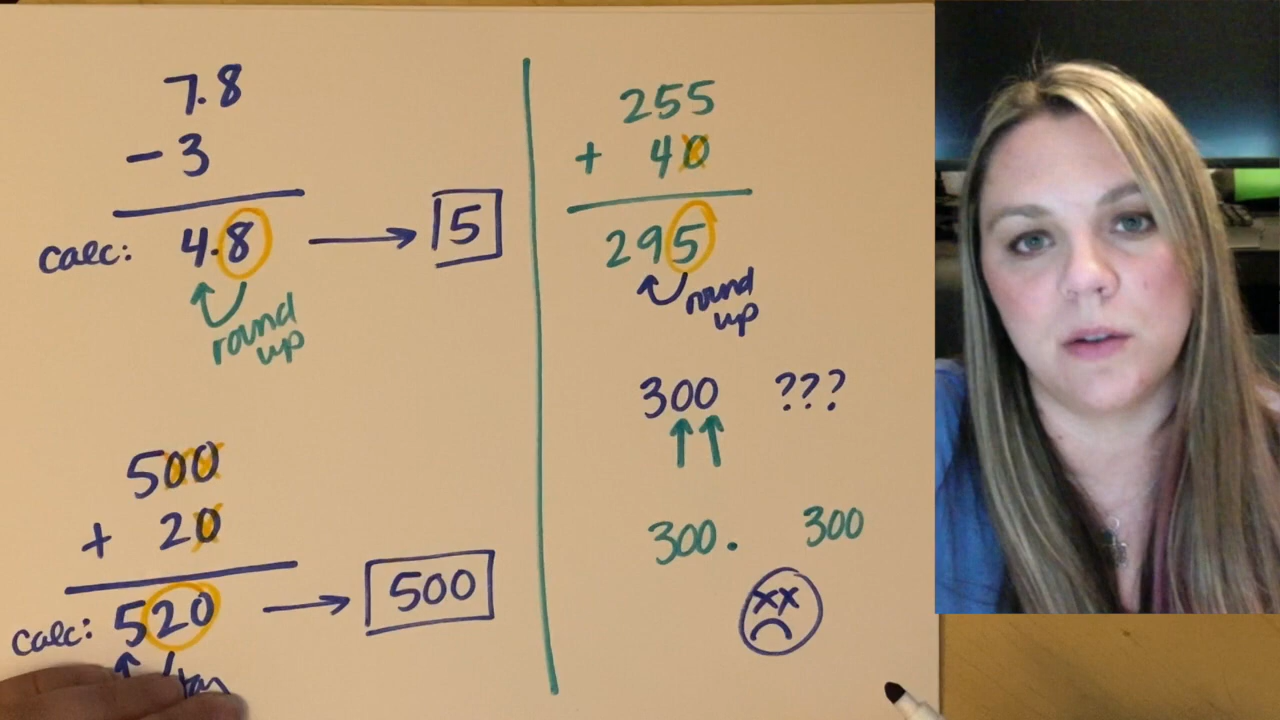 7.8
- 3
calc: 4.8 → 5
round
up
500
+ 20
calc: 520 → 500
255
+ 40
295
round
up
300 ???
300. 300
xx